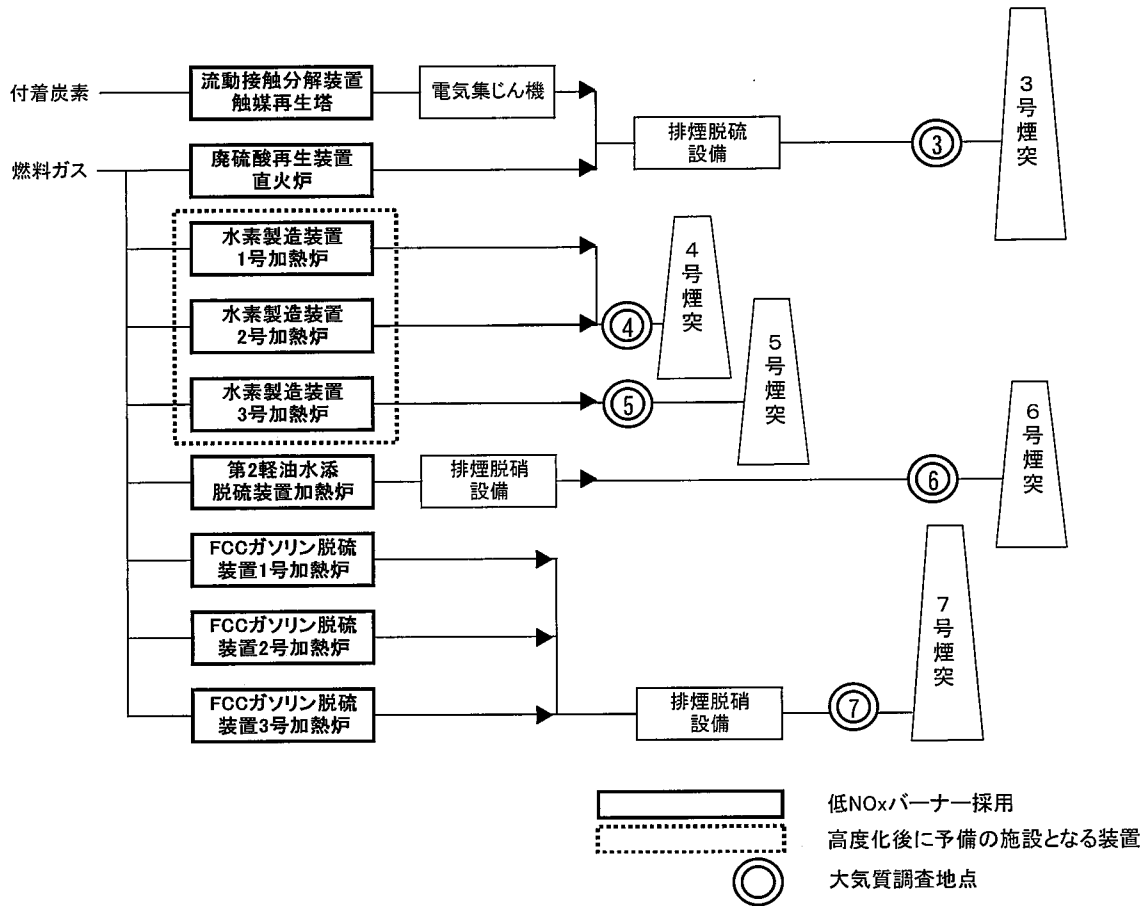 付着炭素
流動接触分解装置
触媒再生塔
電気集じん機
排煙脱硫
設備
③
3号煙突
燃料ガス
廃硫酸再生装置
直火炉
水素製造装置
1号加熱炉
4号煙突
水素製造装置
2号加熱炉
④
5号煙突
水素製造装置
3号加熱炉
⑤
6号煙突
第2軽油水添
脱硫装置加熱炉
排煙脱硝
設備
⑥
FCCガソリン脱硫
装置1号加熱炉
7号煙突
FCCガソリン脱硫
装置2号加熱炉
FCCガソリン脱硫
装置3号加熱炉
排煙脱硝
設備
⑦
低NOxバーナー採用
高度化後に予備の施設となる装置
大気質調査地点